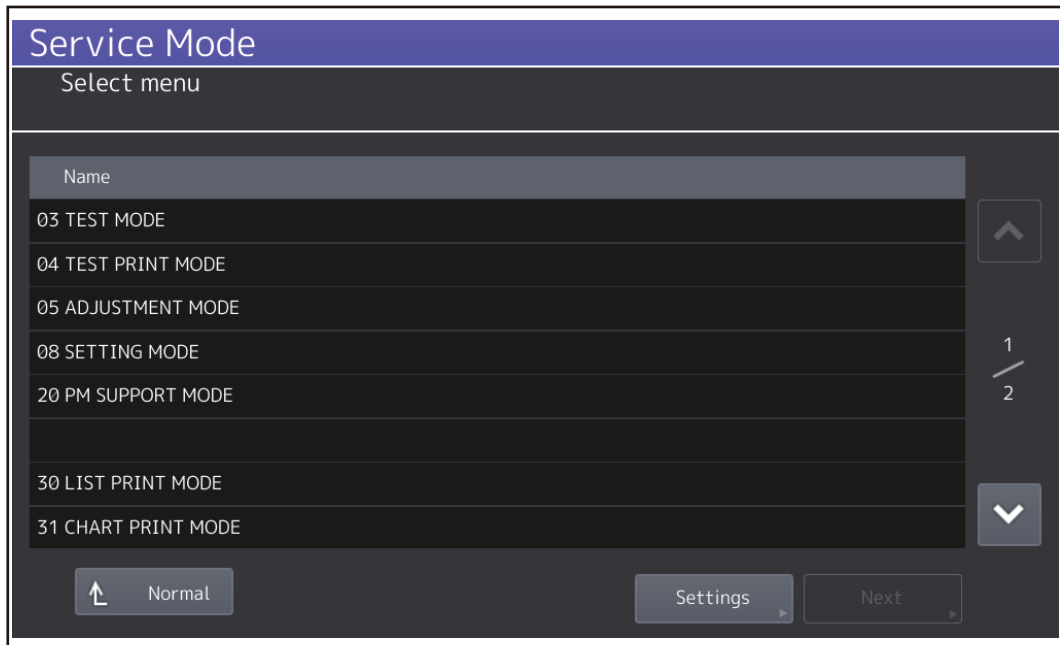 Service Mode
Select menu
Name
03 TEST MODE
04 TEST PRINT MODE
05 ADJUSTMENT MODE
08 SETTING MODE
20 PM SUPPORT MODE
30 LIST PRINT MODE
31 CHART PRINT MODE
1
2
Normal
Settings
Next